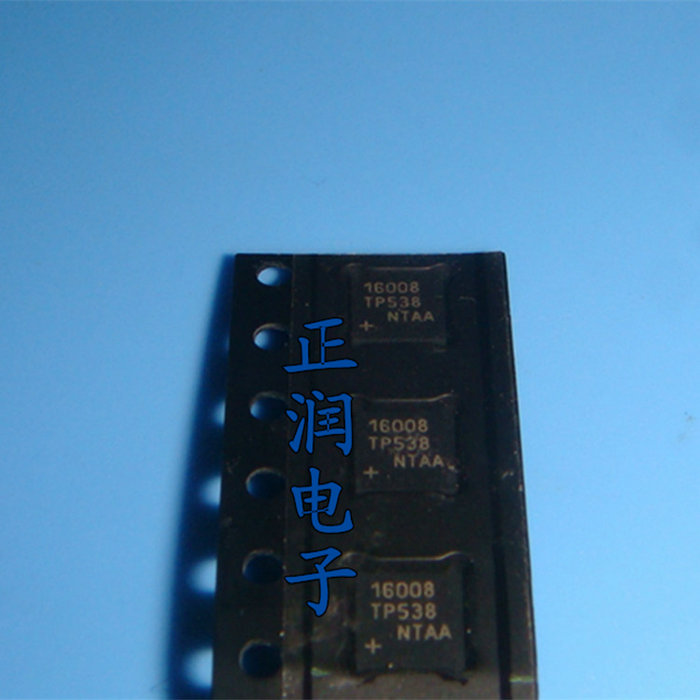 16008
TP538
+ NTAA
16008
TP538
+ NTAA
16008
TP538
+ NTAA
正润电子